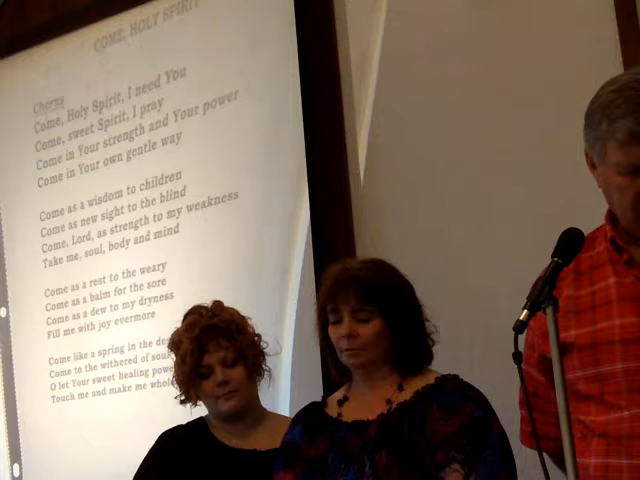 COME, HOLY SPIRIT
Chorus
Come, Holy Spirit, I need You
Come, sweet Spirit, I pray
Come in Your strength and Your power
Come in Your own gentle way
Come as a wisdom to children
Come as new sight to the blind
Come, Lord, as strength to my weakness
Take me, soul, body and mind
Come as a rest to the weary
Come as a balm for the sore
Come as a dew to my dryness
Fill me with joy evermore
Come like a spring in the
Come to the withered of
O let Your sweet healing
Touch me and make me